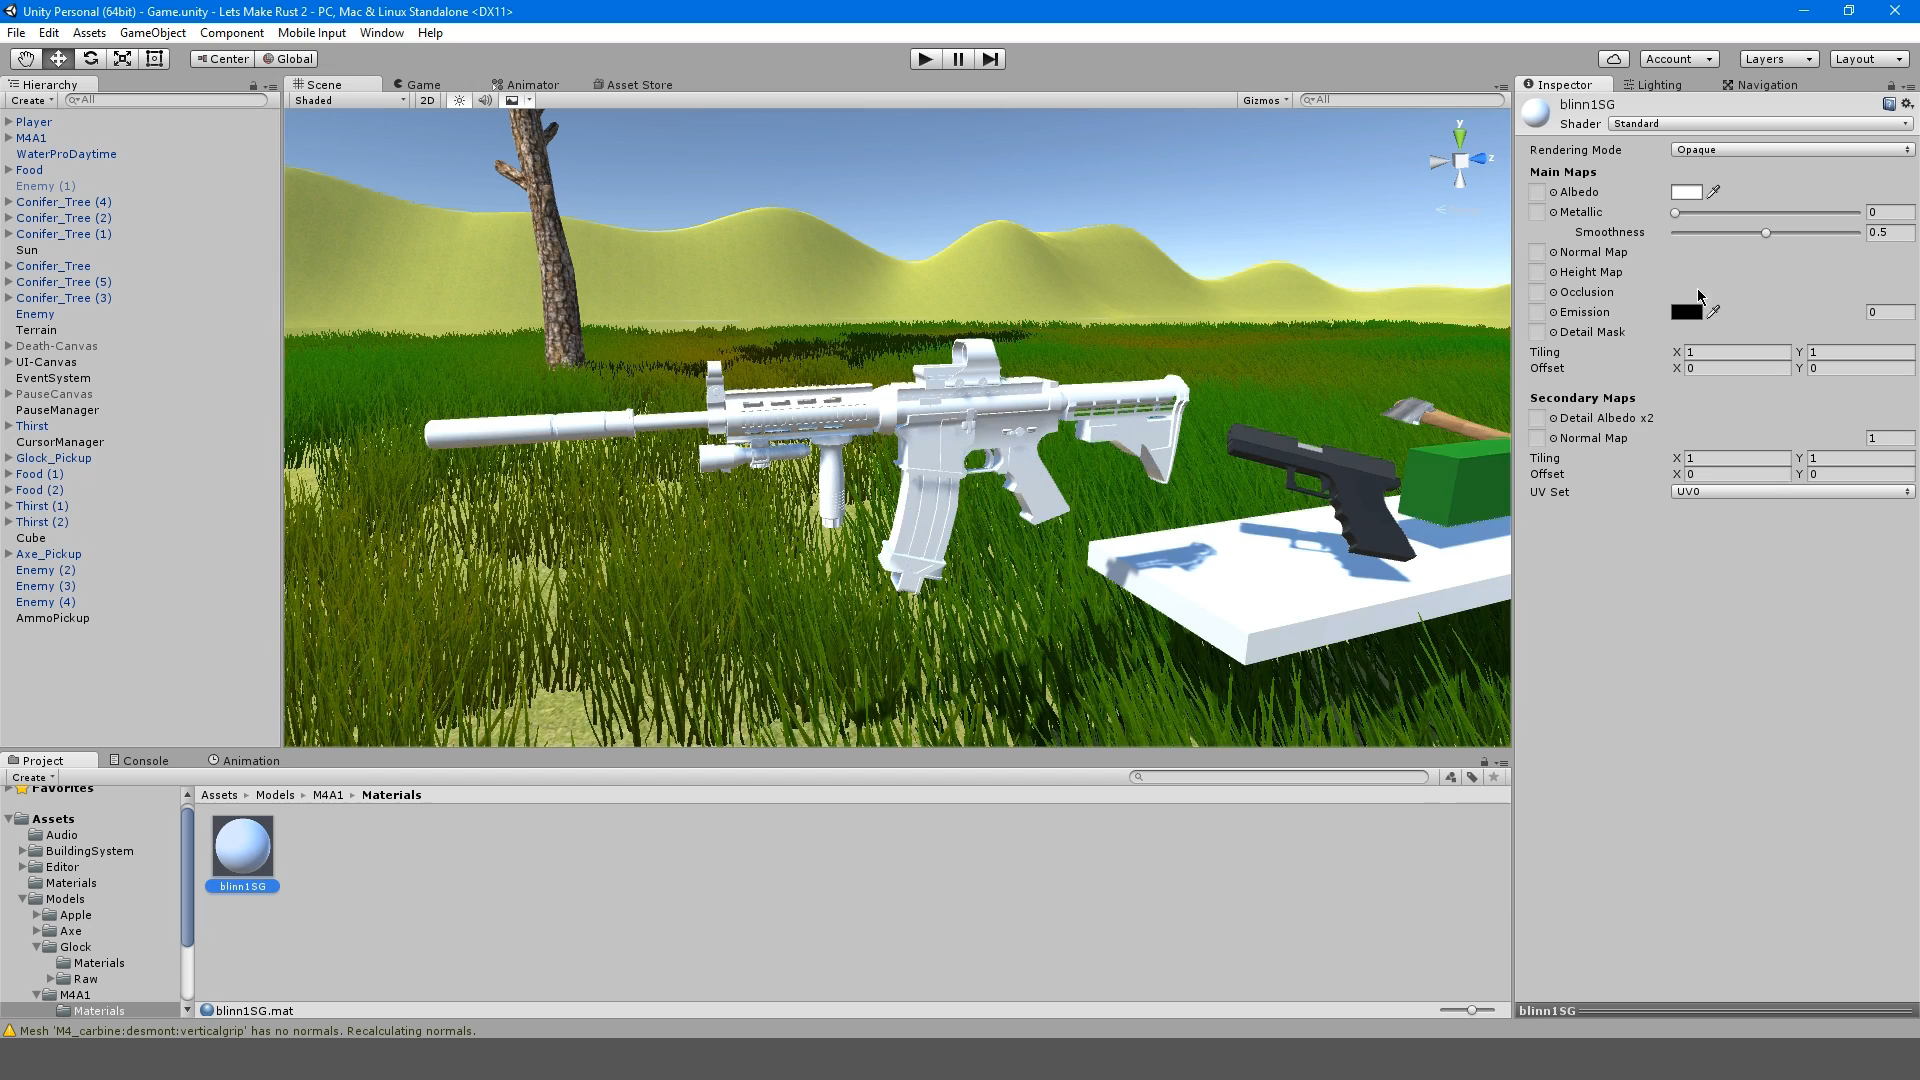 Unity Personal (64bit) - Game.unity - Lets Make Rust 2 - PC, Mac & Linux Standalone <DX11>
File Edit Assets GameObject Component Mobile Input Window Help
Center Global Account Layers Layout
Hierarchy
Create All
Player
M4A1
WaterProDaytime
Food
Enemy (1)
Conifer_Tree (4)
Conifer_Tree (2)
Conifer_Tree (1)
Sun
Conifer_Tree
Conifer_Tree (5)
Conifer_Tree (3)
Enemy
Terrain
Death-Canvas
UI-Canvas
EventSystem
PauseCanvas
PauseManager
Thirst
CursorManager
Glock_Pickup
Food (1)
Food (2)
Thirst (1)
Thirst (2)
Cube
Axe_Pickup
Enemy (2)
Enemy (3)
Enemy (4)
AmmoPickup
Scene Game Animator Asset Store
Shaded 2D Gizmos All
y
z
Inspector Lighting Navigation
blinn1SG
Shader Standard
Rendering Mode Opaque
Main Maps
Albedo
Metallic 0
Smoothness 0.5
Normal Map
Height Map
Occlusion
Emission 0
Detail Mask
Tiling X 1 Y 1
Offset X 0 Y 0
Secondary Maps
Detail Albedo x2
Normal Map 1
Tiling X 1 Y 1
Offset X 0 Y 0
UV Set UV0
blinn1SG
Project Console Animation
Create
Favorites
Assets
Audio
BuildingSystem
Editor
Materials
Models
Apple
Axe
Glock
Materials
Raw
M4A1
Materials
Assets Models M4A1 Materials
blinn1SG
blinn1SG.mat
Mesh 'M4_carbine:desmont:verticalgrip' has no normals. Recalculating normals.